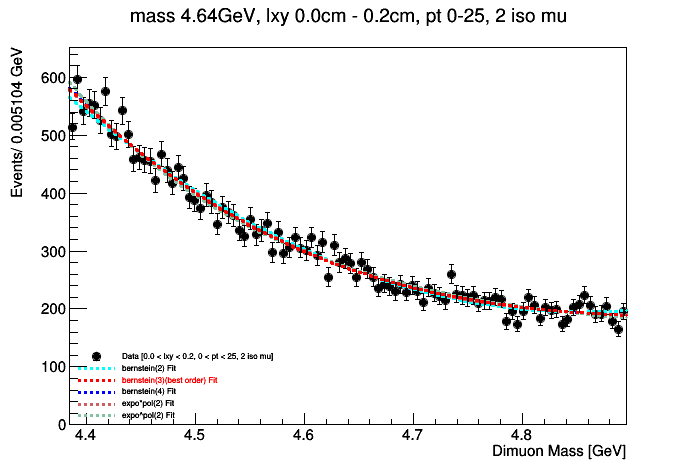 mass 4.64GeV, lxy 0.0cm - 0.2cm, pt 0-25, 2 iso mu
Events/ 0.005104 GeV
600
500
400
300
200
100
0
Data [0.0 < lxy < 0.2, 0 < pt < 25, 2 iso mu]
bernstein(2) Fit
bernstein(3)(best order) Fit
bernstein(4) Fit
expo*pol(2) Fit
expo^pol(2) Fit
4.4 4.5 4.6 4.7 4.8
Dimuon Mass [GeV]